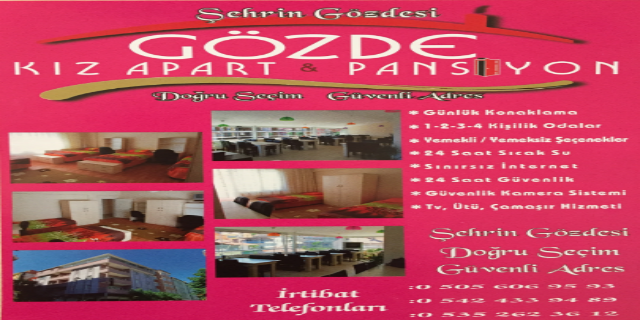 Şehrin Gözdesi
GÖZDE
KIZ APART & PANSİYON
Doğru Seçim Güvenli Adres
* Günlük Konaklama
* 1-2-3-4 Kişilik Odalar
* Yemekli / Yemeksiz Seçenekler
* 24 Saat Sıcak Su
* Sınırsız İnternet
* 24 Saat Güvenlik
* Güvenlik Kamera Sistemi
* Tv, Ütü, Çamaşır Hizmeti
Şehrin Gözdesi
Doğru Seçim
Güvenli Adres
İrtibat
Telefonları
:0 505 606 95 93
:0 542 433 94 89
:0 535 262 36 12